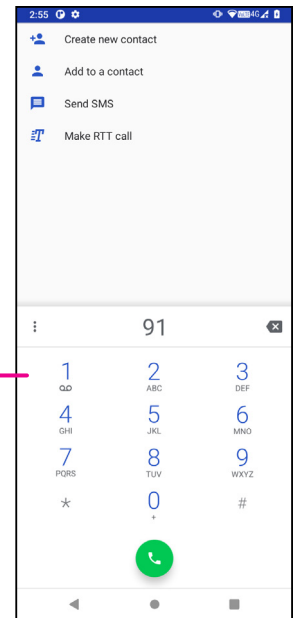 2:55 4G
Create new contact
Add to a contact
Send SMS
Make RTT call
91
1 2 3
ABC DEF
4 5 6
GHI JKL MNO
7 8 9
PQRS TUV WXYZ
* 0 #
+